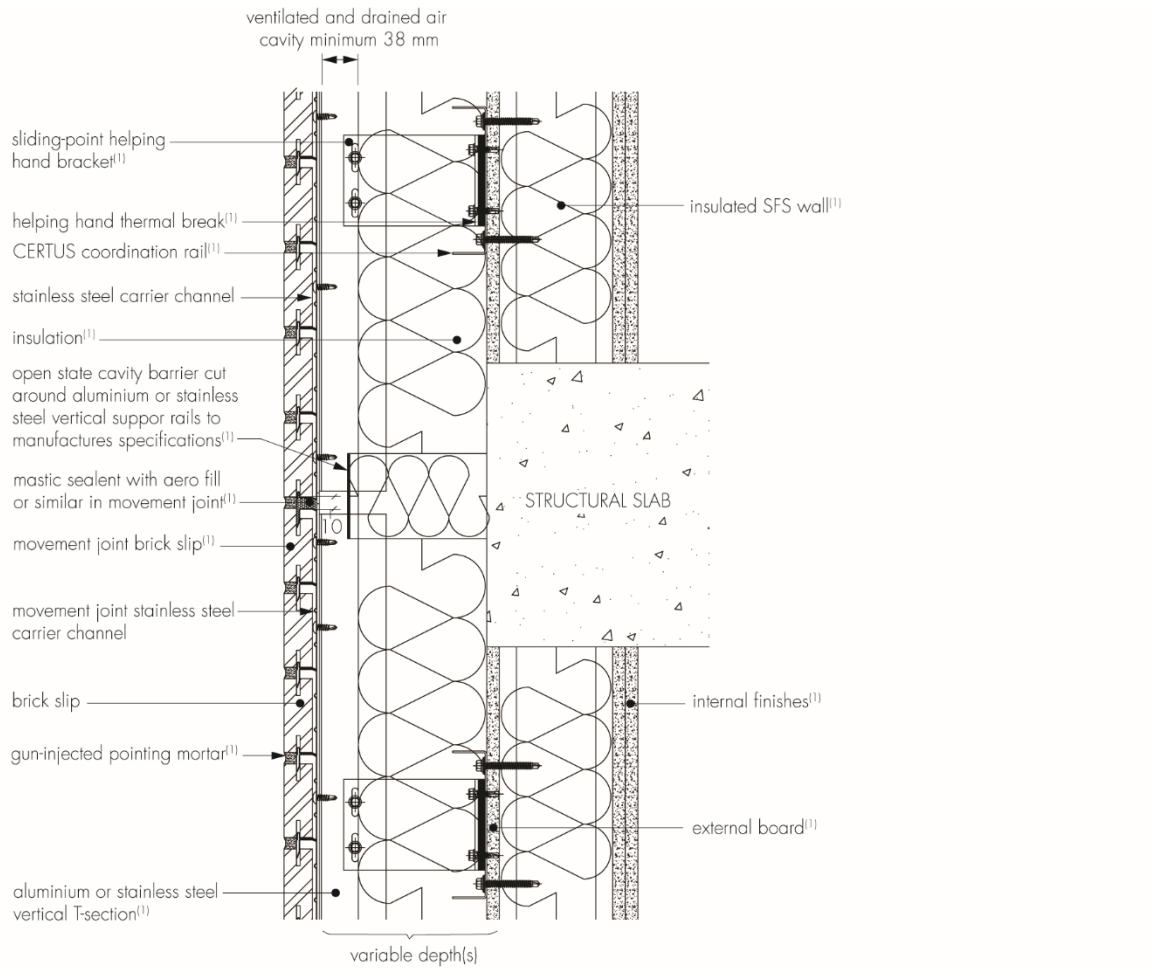 ventilated and drained air
cavity minimum 38 mm
sliding-point helping
hand bracket(1)
helping hand thermal break(1)
CERTUS coordination rail(1)
stainless steel carrier channel
insulation(1)
open state cavity barrier cut
around aluminium or stainless
steel vertical suppor rails to
manufactures specifications(1)
mastic sealent with aero fill
or similar in movement joint(1)
movement joint brick slip(1)
movement joint stainless steel
carrier channel
brick slip
gun-injected pointing mortar(1)
aluminium or stainless steel
vertical T-section(1)
10
variable depth(s)
STRUCTURAL SLAB
insulated SFS wall(1)
internal finishes(1)
external board(1)